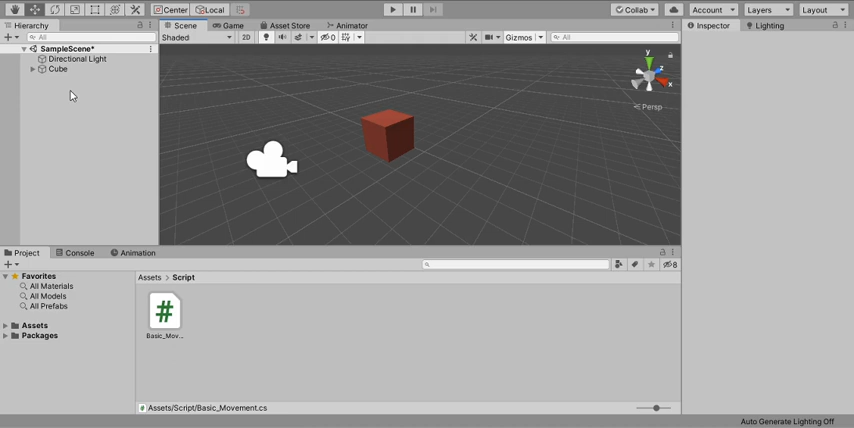 Center Local Collab Account Layers Layout
Hierarchy Scene Game Asset Store Animator Inspector Lighting
All Shaded 2D 0 Gizmos All
SampleScene*
Directional Light
Cube
y
z
x
Persp
Project Console Animation
8
Favorites
All Materials
All Models
All Prefabs
Assets
Packages
Assets > Script
#
Basic_Mov...
# Assets/Script/Basic_Movement.cs
Auto Generate Lighting Off